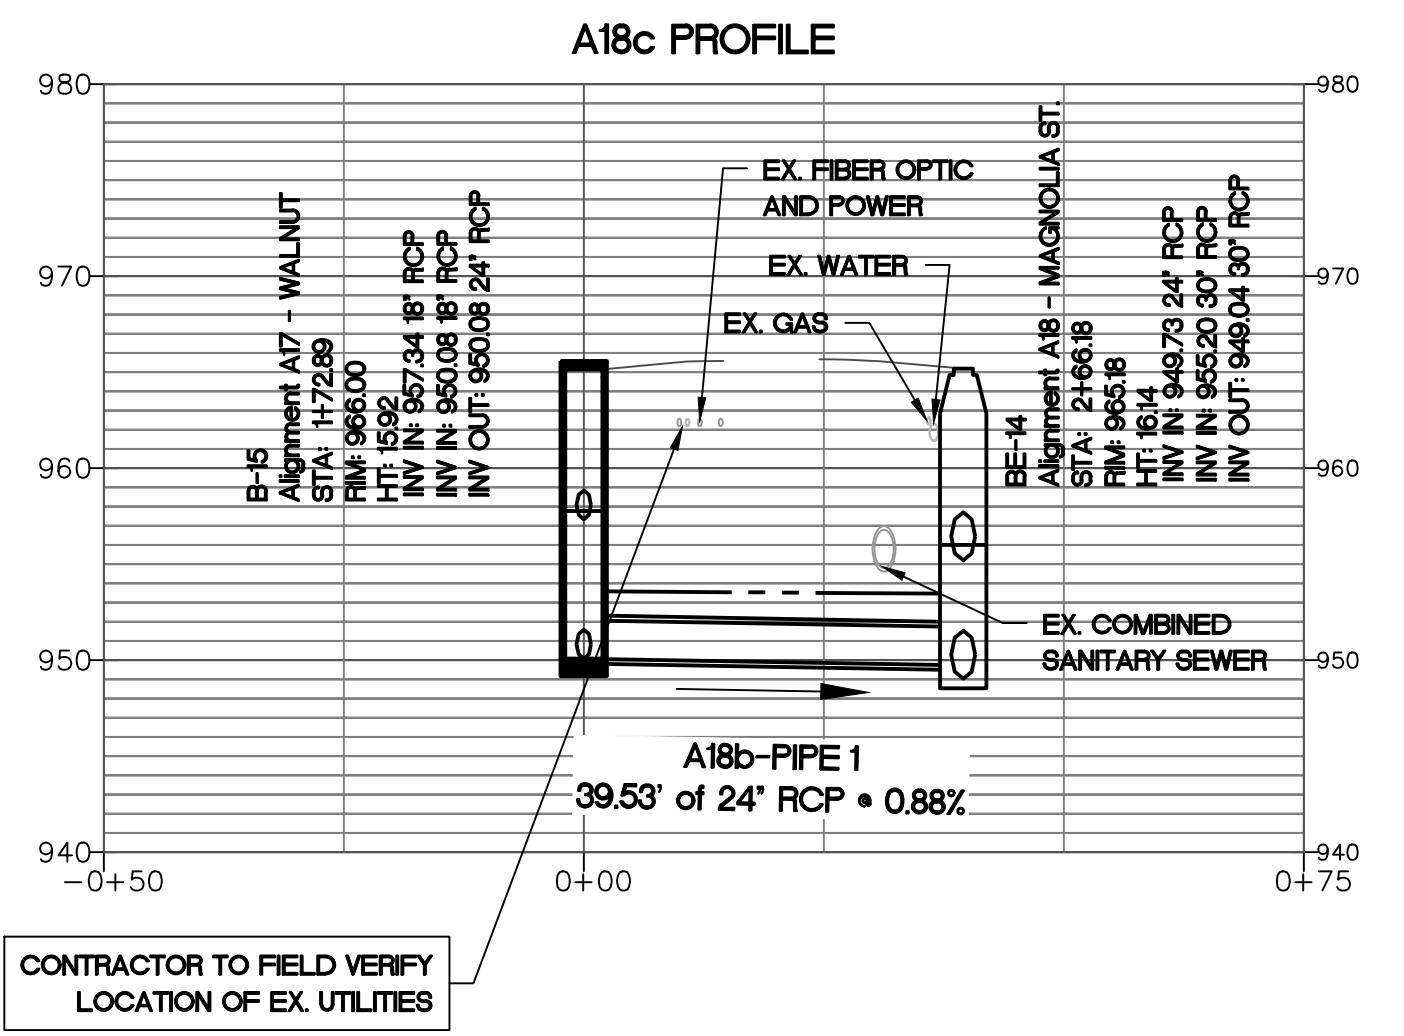 A18c PROFILE
980
980
970
970
960
960
950
950
940
940
-0+50
0+00
0+75
B-15
Alignment A17 - WALNUT
STA: 1+72.89
RIM: 966.00
HT: 15.92
INV IN: 957.34 18" RCP
INV IN: 950.08 18" RCP
INV OUT: 950.08 24" RCP
EX. FIBER OPTIC
AND POWER
EX. WATER
EX. GAS
BE-14
Alignment A18 - MAGNOLIA ST.
STA: 2+66.18
RIM: 965.18
HT: 16.14
INV IN: 949.73 24" RCP
INV IN: 955.20 30" RCP
INV OUT: 949.04 30" RCP
EX. COMBINED
SANITARY SEWER
A18b-PIPE 1
39.53' of 24" RCP @ 0.88%
CONTRACTOR TO FIELD VERIFY
LOCATION OF EX. UTILITIES